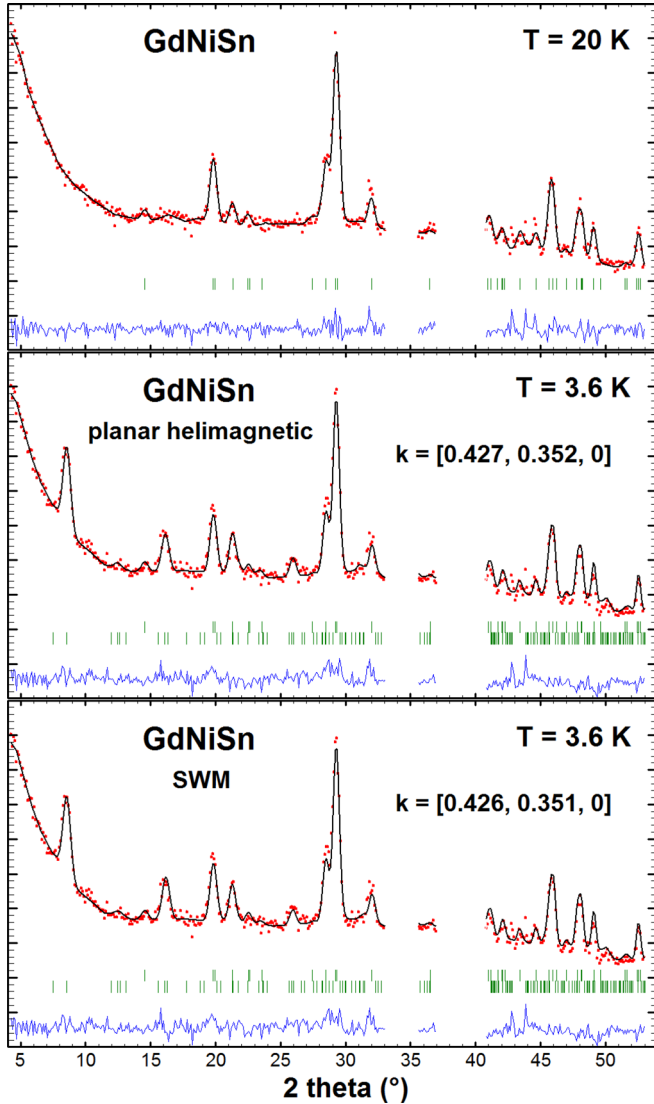 GdNiSn T = 20 K
GdNiSn T = 3.6 K
planar helimagnetic
k = [0.427, 0.352, 0]
GdNiSn T = 3.6 K
SWM
k = [0.426, 0.351, 0]
5 10 15 20 25 30 35 40 45 50
2 theta (°)